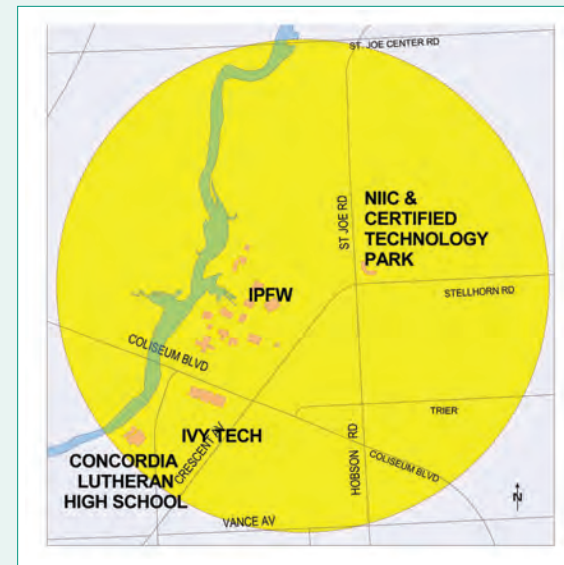 ST. JOE CENTER RD
ST JOE RD
NIIC &
CERTIFIED
TECHNOLOGY
PARK
STELLHORN RD
IPFW
COLISEUM BLVD
TRIER
IVY TECH
CRESCENT AV
HOBSON RD
COLISEUM BLVD
CONCORDIA
LUTHERAN
HIGH SCHOOL
VANCE AV
N